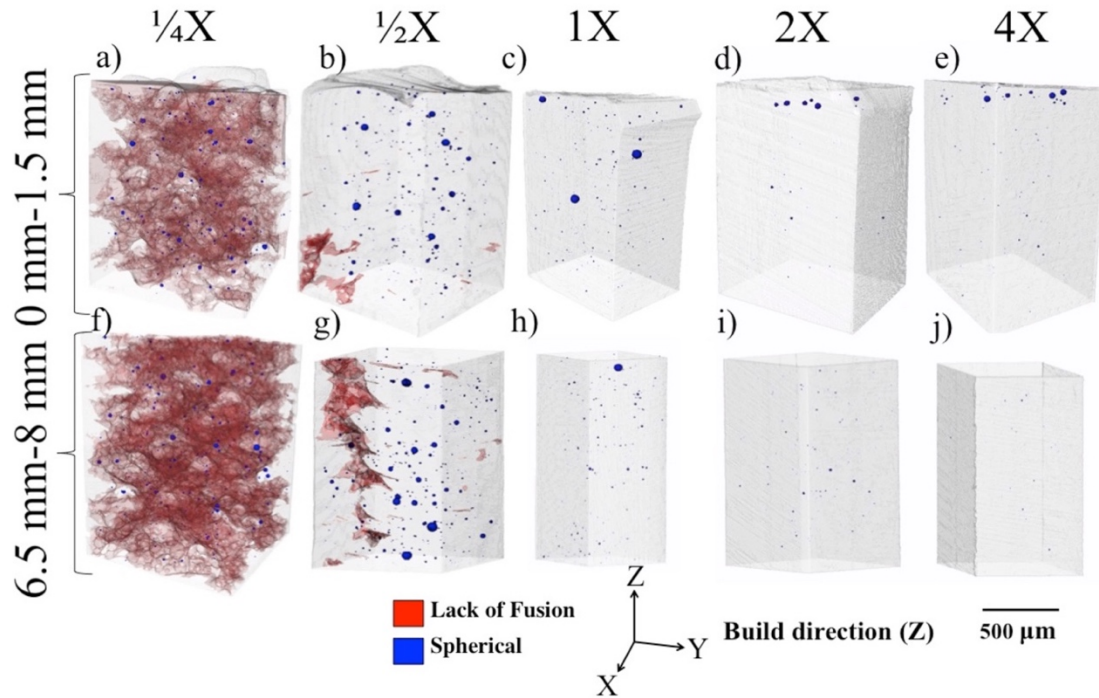 ¼X ½X 1X 2X 4X
a) b) c) d) e)
0 mm-1.5 mm
f) g) h) i) j)
6.5 mm-8 mm
Lack of Fusion
Spherical
Z
Y
X
Build direction (Z)
500 µm